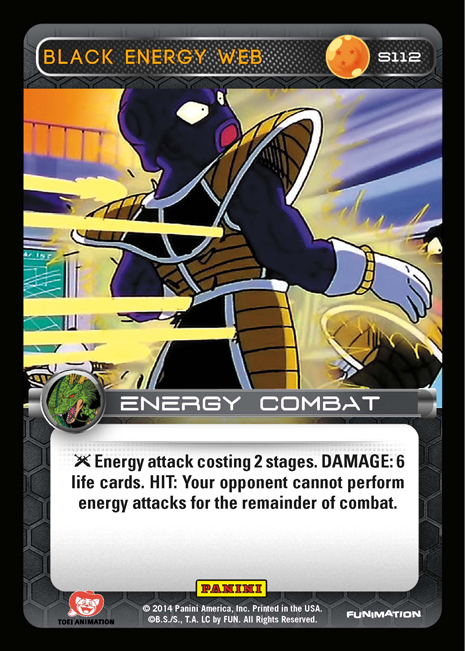 BLACK ENERGY WEB
S112
ENERGY COMBAT
Energy attack costing 2 stages. DAMAGE: 6
life cards. HIT: Your opponent cannot perform
energy attacks for the remainder of combat.
PANINI
© 2014 Panini America, Inc. Printed in the USA.
©B.S./S., T.A. LC by FUN. All Rights Reserved.
TOEI ANIMATION
FUNIMATION